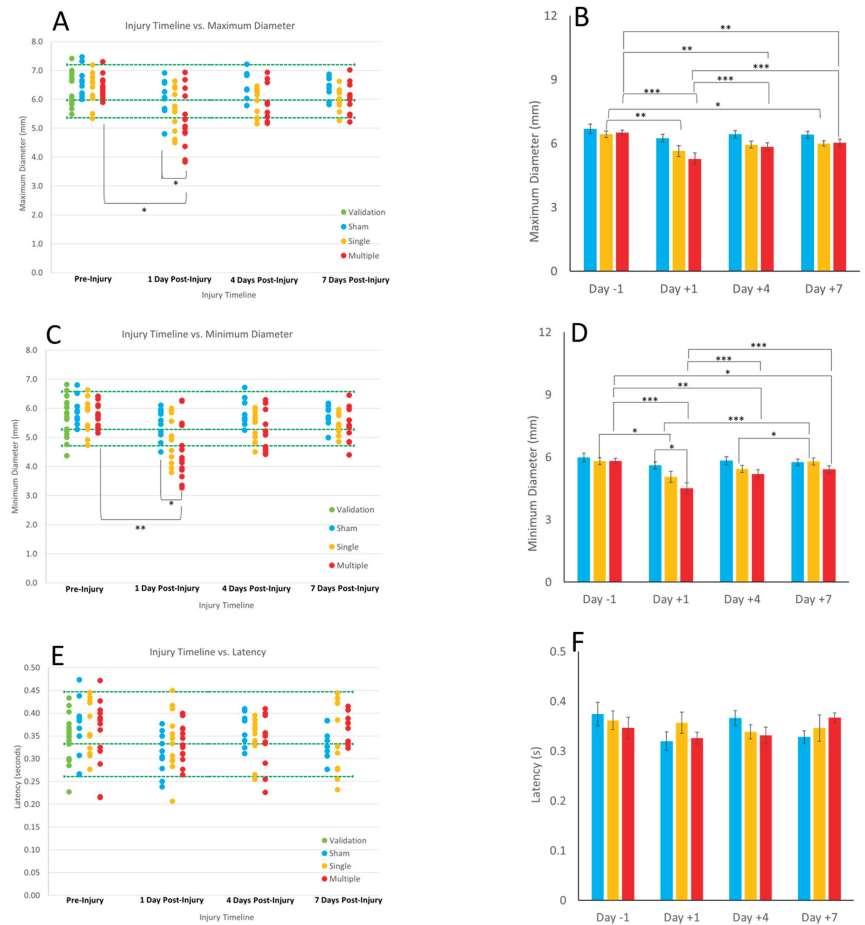 A
Injury Timeline vs. Maximum Diameter
8.0
7.0
6.0
5.0
4.0
3.0
2.0
1.0
0.0
Maximum Diameter (mm)
*
*
Validation
Sham
Single
Multiple
Pre-Injury 1 Day Post-Injury 4 Days Post-Injury 7 Days Post-Injury
Injury Timeline
B
12
9
6
3
0
Maximum Diameter (mm)
**
**
***
***
***
*
**
Day -1 Day +1 Day +4 Day +7
C
Injury Timeline vs. Minimum Diameter
8.0
7.0
6.0
5.0
4.0
3.0
2.0
1.0
0.0
Minimum Diameter (mm)
*
**
Validation
Sham
Single
Multiple
Pre-Injury 1 Day Post-Injury 4 Days Post-Injury 7 Days Post-Injury
Injury Timeline
D
12
9
6
3
0
Minimum Diameter (mm)
***
***
*
**
***
***
*
*
*
Day -1 Day +1 Day +4 Day +7
E
Injury Timeline vs. Latency
0.50
0.45
0.40
0.35
0.30
0.25
0.20
0.15
0.10
0.05
0.00
Latency (seconds)
Validation
Sham
Single
Multiple
Pre-Injury 1 Day Post-Injury 4 Days Post-Injury 7 Days Post-Injury
Injury Timeline
F
0.5
0.4
0.3
0.2
0.1
0
Latency (s)
Day -1 Day +1 Day +4 Day +7